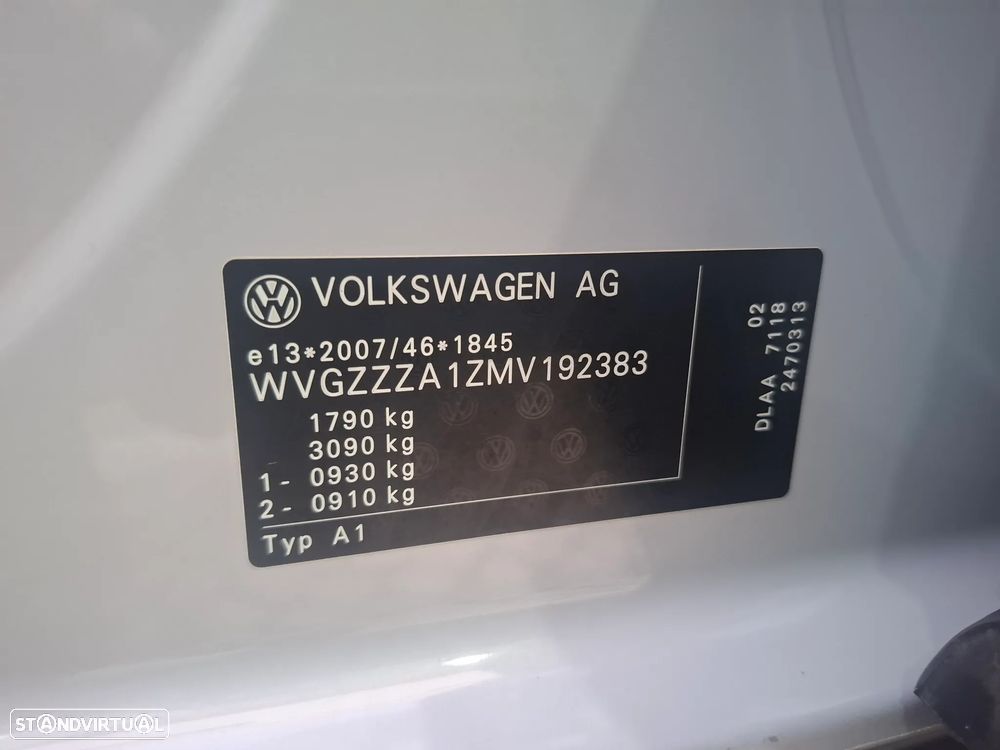 VOLKSWAGEN AG
e13*2007/46*1845
WVGZZZA1ZMV192383
1790 kg
3090 kg
1- 0930 kg
2- 0910 kg
Typ A1
02
DLAA 7118
2470313
STANDVIRTUAL